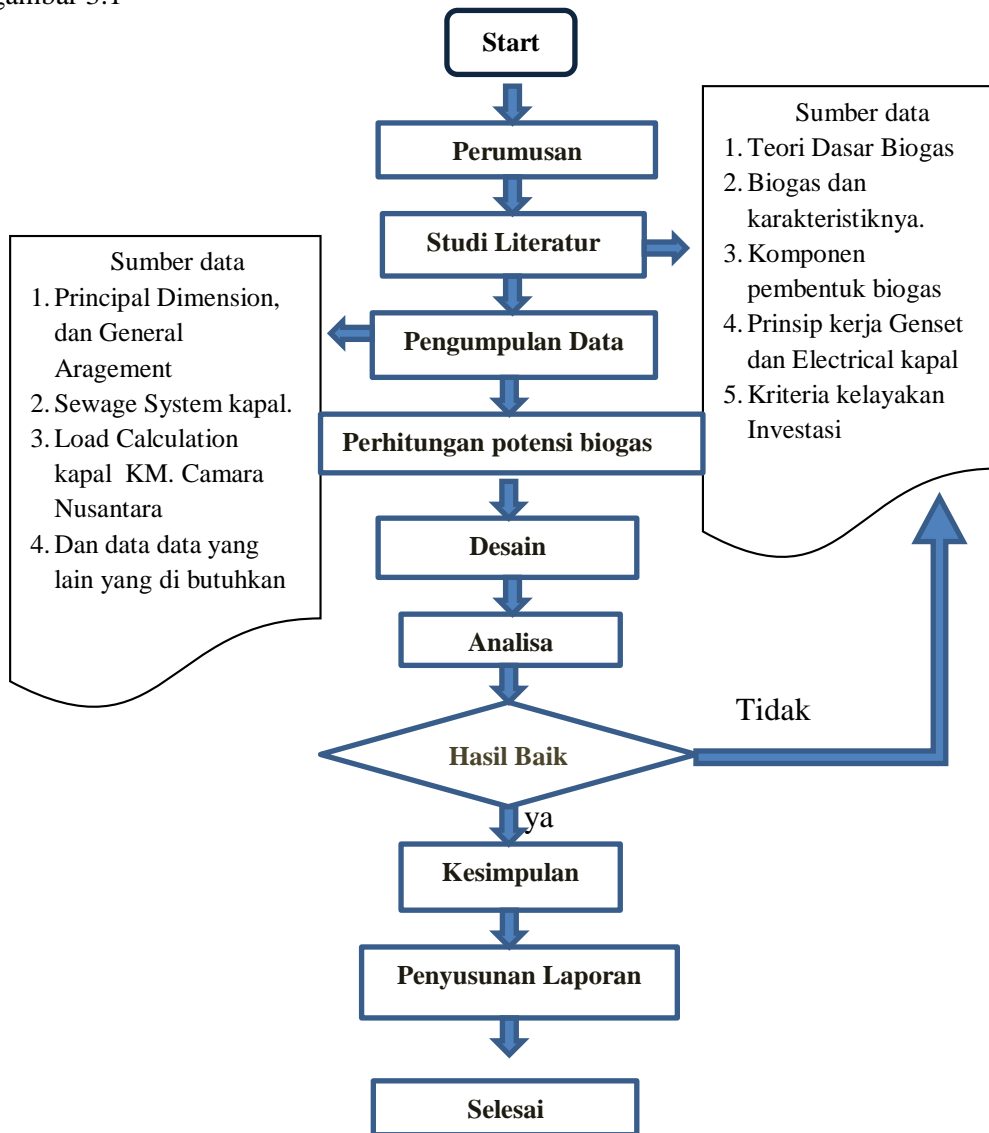 gambar 3.1
Start
Perumusan
Studi Literatur
Sumber data
1. Teori Dasar Biogas
2. Biogas dan
karakteristiknya.
3. Komponen
pembentuk biogas
4. Prinsip kerja Genset
dan Electrical kapal
5. Kriteria kelayakan
Investasi
Pengumpulan Data
Sumber data
1. Principal Dimension,
dan General
Aragement
2. Sewage System kapal.
3. Load Calculation
kapal KM. Camara
Nusantara
4. Dan data data yang
lain yang di butuhkan
Perhitungan potensi biogas
Desain
Analisa
Hasil Baik
Tidak
ya
Kesimpulan
Penyusunan Laporan
Selesai